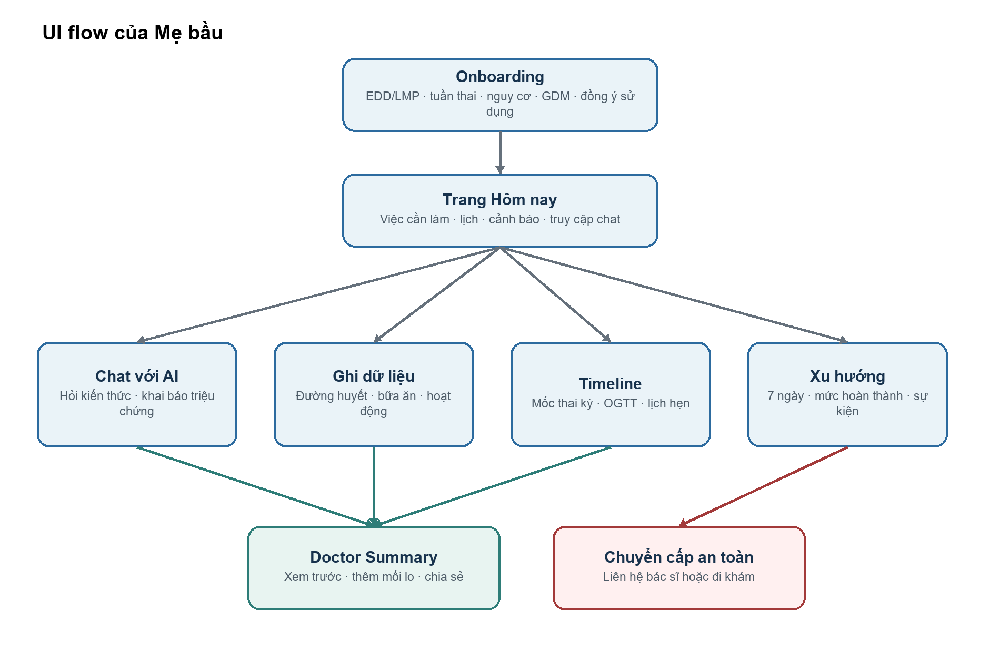 UI flow của Mẹ bầu
Onboarding
EDD/LMP · tuần thai · nguy cơ · GDM · đồng ý sử
dụng
Trang Hôm nay
Việc cần làm · lịch · cảnh báo · truy cập chat
Chat với AI
Hỏi kiến thức · khai báo triệu
chứng
Ghi dữ liệu
Đường huyết · bữa ăn · hoạt
động
Timeline
Mốc thai kỳ · OGTT · lịch hẹn
Xu hướng
7 ngày · mức hoàn thành · sự
kiện
Doctor Summary
Xem trước · thêm mối lo · chia sẻ
Chuyển cấp an toàn
Liên hệ bác sĩ hoặc đi khám